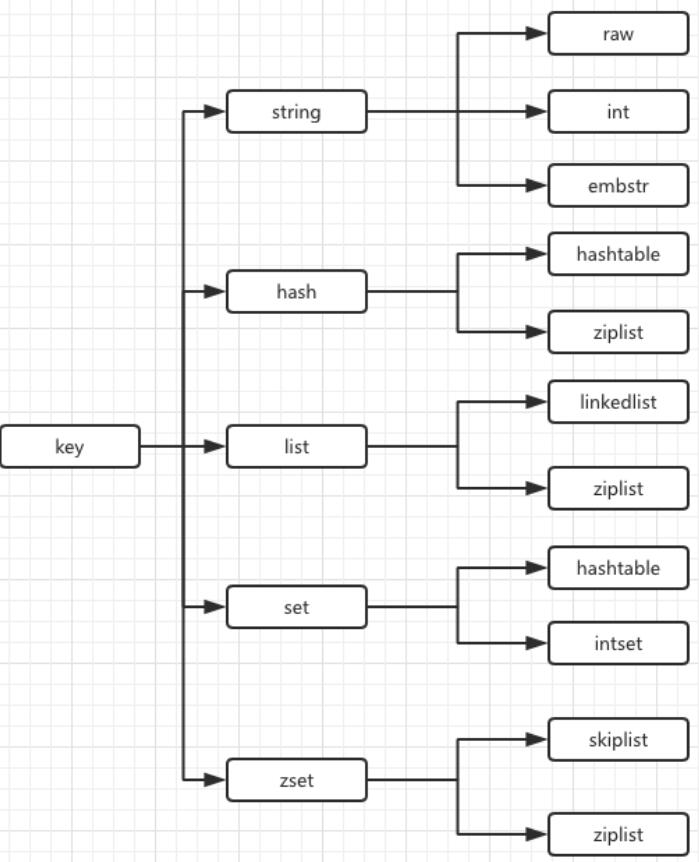 raw
string
int
embstr
hashtable
hash
ziplist
linkedlist
key
list
ziplist
hashtable
set
intset
skiplist
zset
ziplist